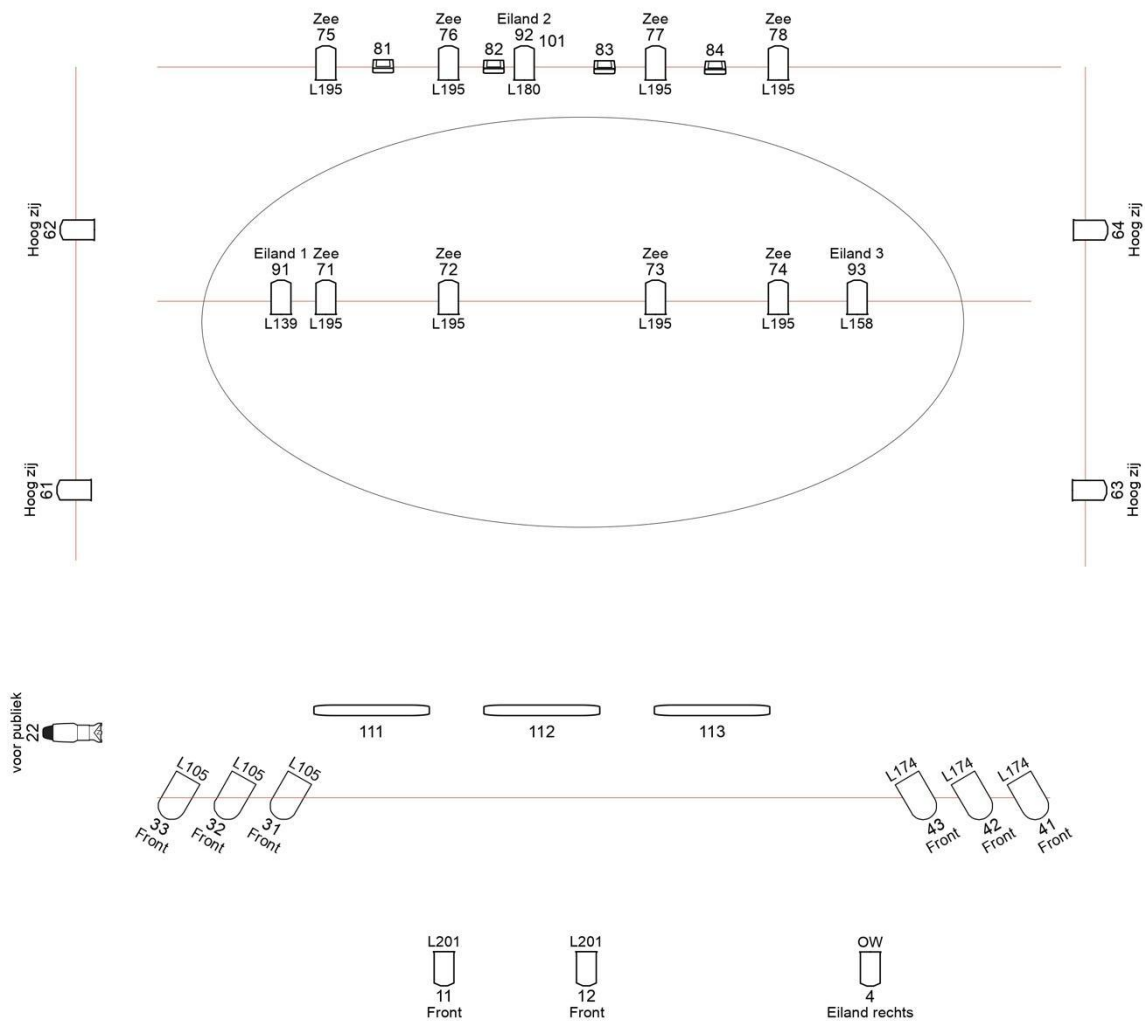 Zee
75
81
Zee
76
82
Eiland 2
92
101
83
Zee
77
84
Zee
78
L195
L195
L180
L195
L195
Hoog zij
62
Hoog zij
64
Eiland 1
91
Zee
71
Zee
72
Zee
73
Zee
74
Eiland 3
93
L139
L195
L195
L195
L195
L158
Hoog zij
61
Hoog zij
63
voor publiek
22
111
112
113
L105
L105
L105
L174
L174
L174
33
Front
32
Front
31
Front
43
Front
42
Front
41
Front
L201
11
Front
L201
12
Front
OW
4
Eiland rechts